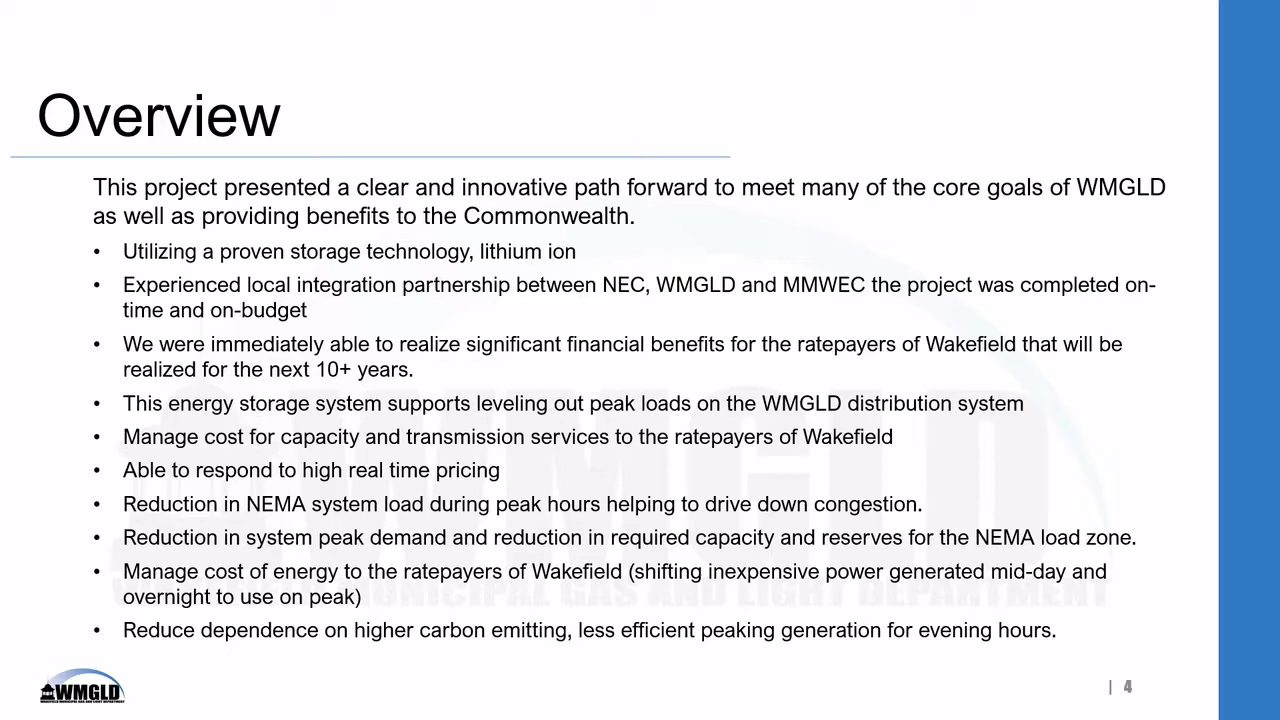 Overview
This project presented a clear and innovative path forward to meet many of the core goals of WMGLD
as well as providing benefits to the Commonwealth.
• Utilizing a proven storage technology, lithium ion
• Experienced local integration partnership between NEC, WMGLD and MMWEC the project was completed on-
time and on-budget
• We were immediately able to realize significant financial benefits for the ratepayers of Wakefield that will be
realized for the next 10+ years.
• This energy storage system supports leveling out peak loads on the WMGLD distribution system
• Manage cost for capacity and transmission services to the ratepayers of Wakefield
• Able to respond to high real time pricing
• Reduction in NEMA system load during peak hours helping to drive down congestion.
• Reduction in system peak demand and reduction in required capacity and reserves for the NEMA load zone.
• Manage cost of energy to the ratepayers of Wakefield (shifting inexpensive power generated mid-day and
overnight to use on peak)
• Reduce dependence on higher carbon emitting, less efficient peaking generation for evening hours.
WMGLD
WAKEFIELD MUNICIPAL GAS AND LIGHT DEPARTMENT
| 4